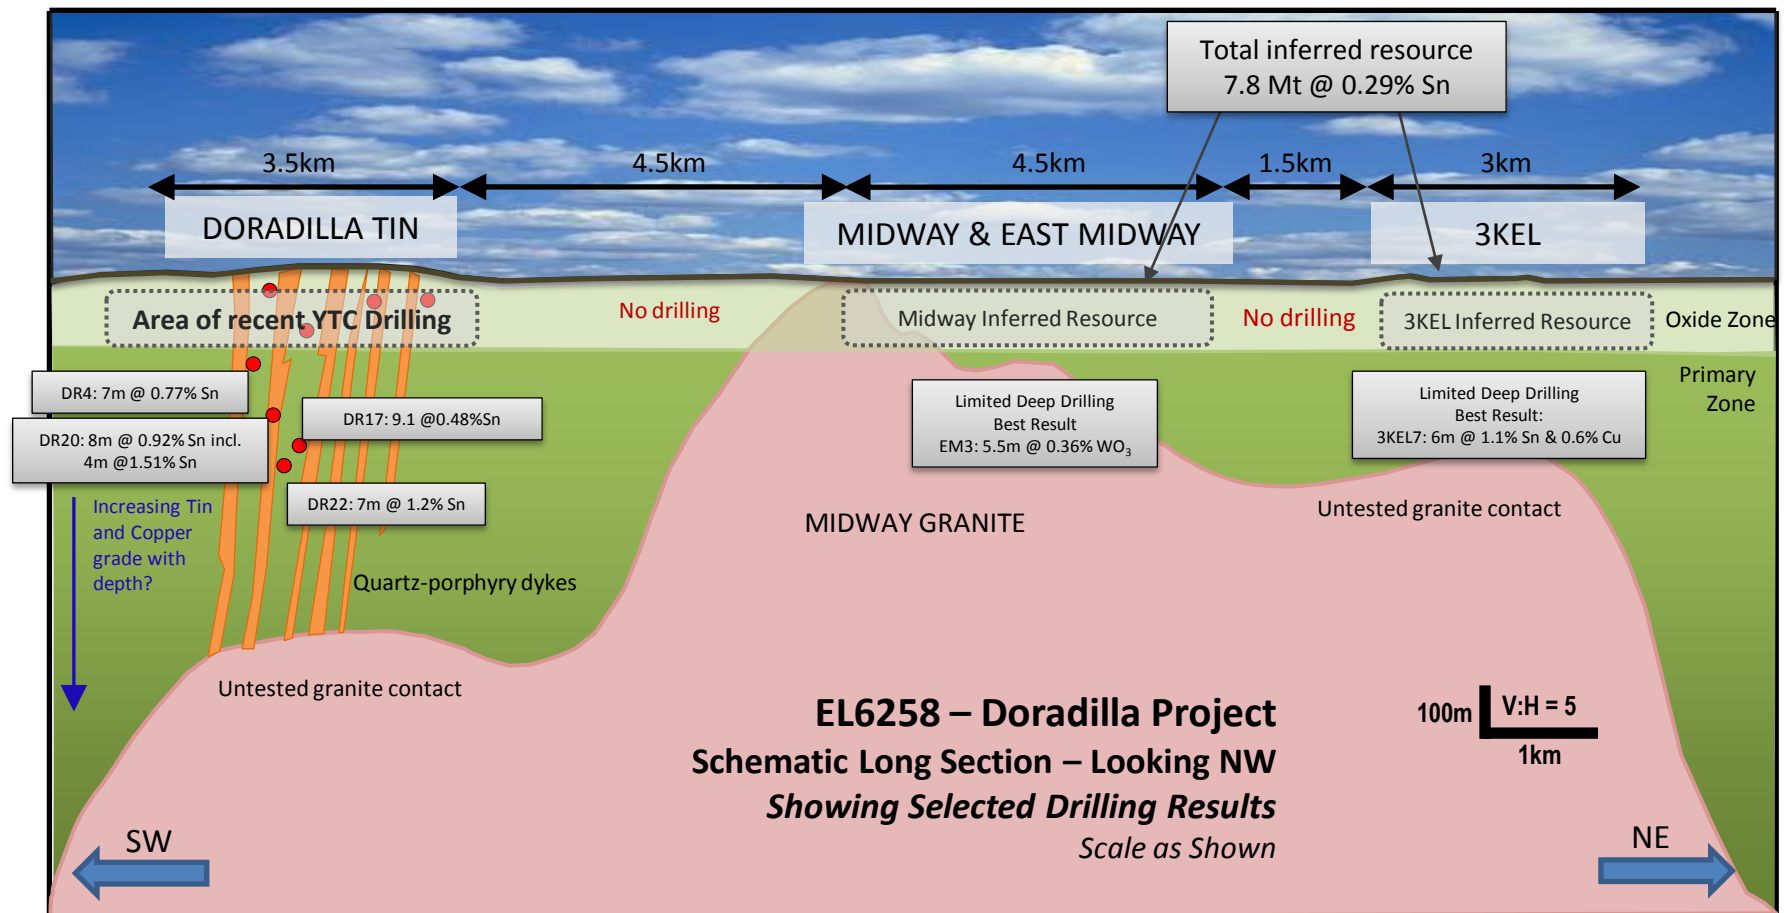 Total inferred resource
7.8 Mt @ 0.29% Sn
3.5km
4.5km
4.5km
1.5km
3km
DORADILLA TIN
MIDWAY & EAST MIDWAY
3KEL
Area of recent YTC Drilling
No drilling
Midway Inferred Resource
No drilling
3KEL Inferred Resource
Oxide Zone
Primary
Zone
DR4: 7m @ 0.77% Sn
DR20: 8m @ 0.92% Sn incl.
4m @1.51% Sn
DR17: 9.1 @0.48%Sn
DR22: 7m @ 1.2% Sn
Limited Deep Drilling
Best Result
EM3: 5.5m @ 0.36% WO₃
Limited Deep Drilling
Best Result:
3KEL7: 6m @ 1.1% Sn & 0.6% Cu
Increasing Tin
and Copper
grade with
depth?
Quartz-porphyry dykes
MIDWAY GRANITE
Untested granite contact
Untested granite contact
EL6258 – Doradilla Project
Schematic Long Section – Looking NW
Showing Selected Drilling Results
Scale as Shown
100m
V:H = 5
1km
SW
NE